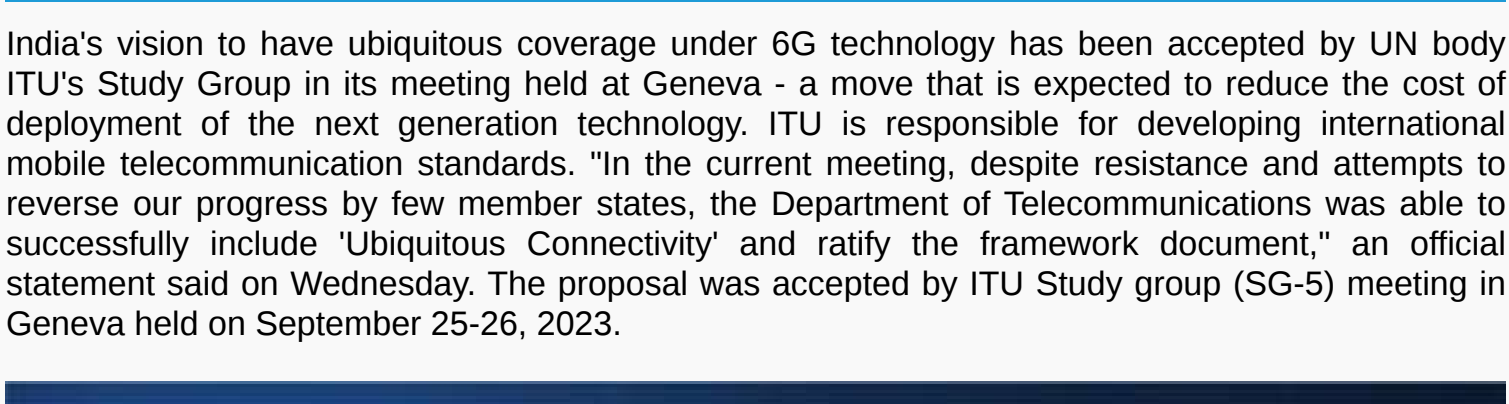 India's vision to have ubiquitous coverage under 6G technology has been accepted by UN body
ITU's Study Group in its meeting held at Geneva - a move that is expected to reduce the cost of
deployment of the next generation technology. ITU is responsible for developing international
mobile telecommunication standards. "In the current meeting, despite resistance and attempts to
reverse our progress by few member states, the Department of Telecommunications was able to
successfully include 'Ubiquitous Connectivity' and ratify the framework document," an official
statement said on Wednesday. The proposal was accepted by ITU Study group (SG-5) meeting in
Geneva held on September 25-26, 2023.